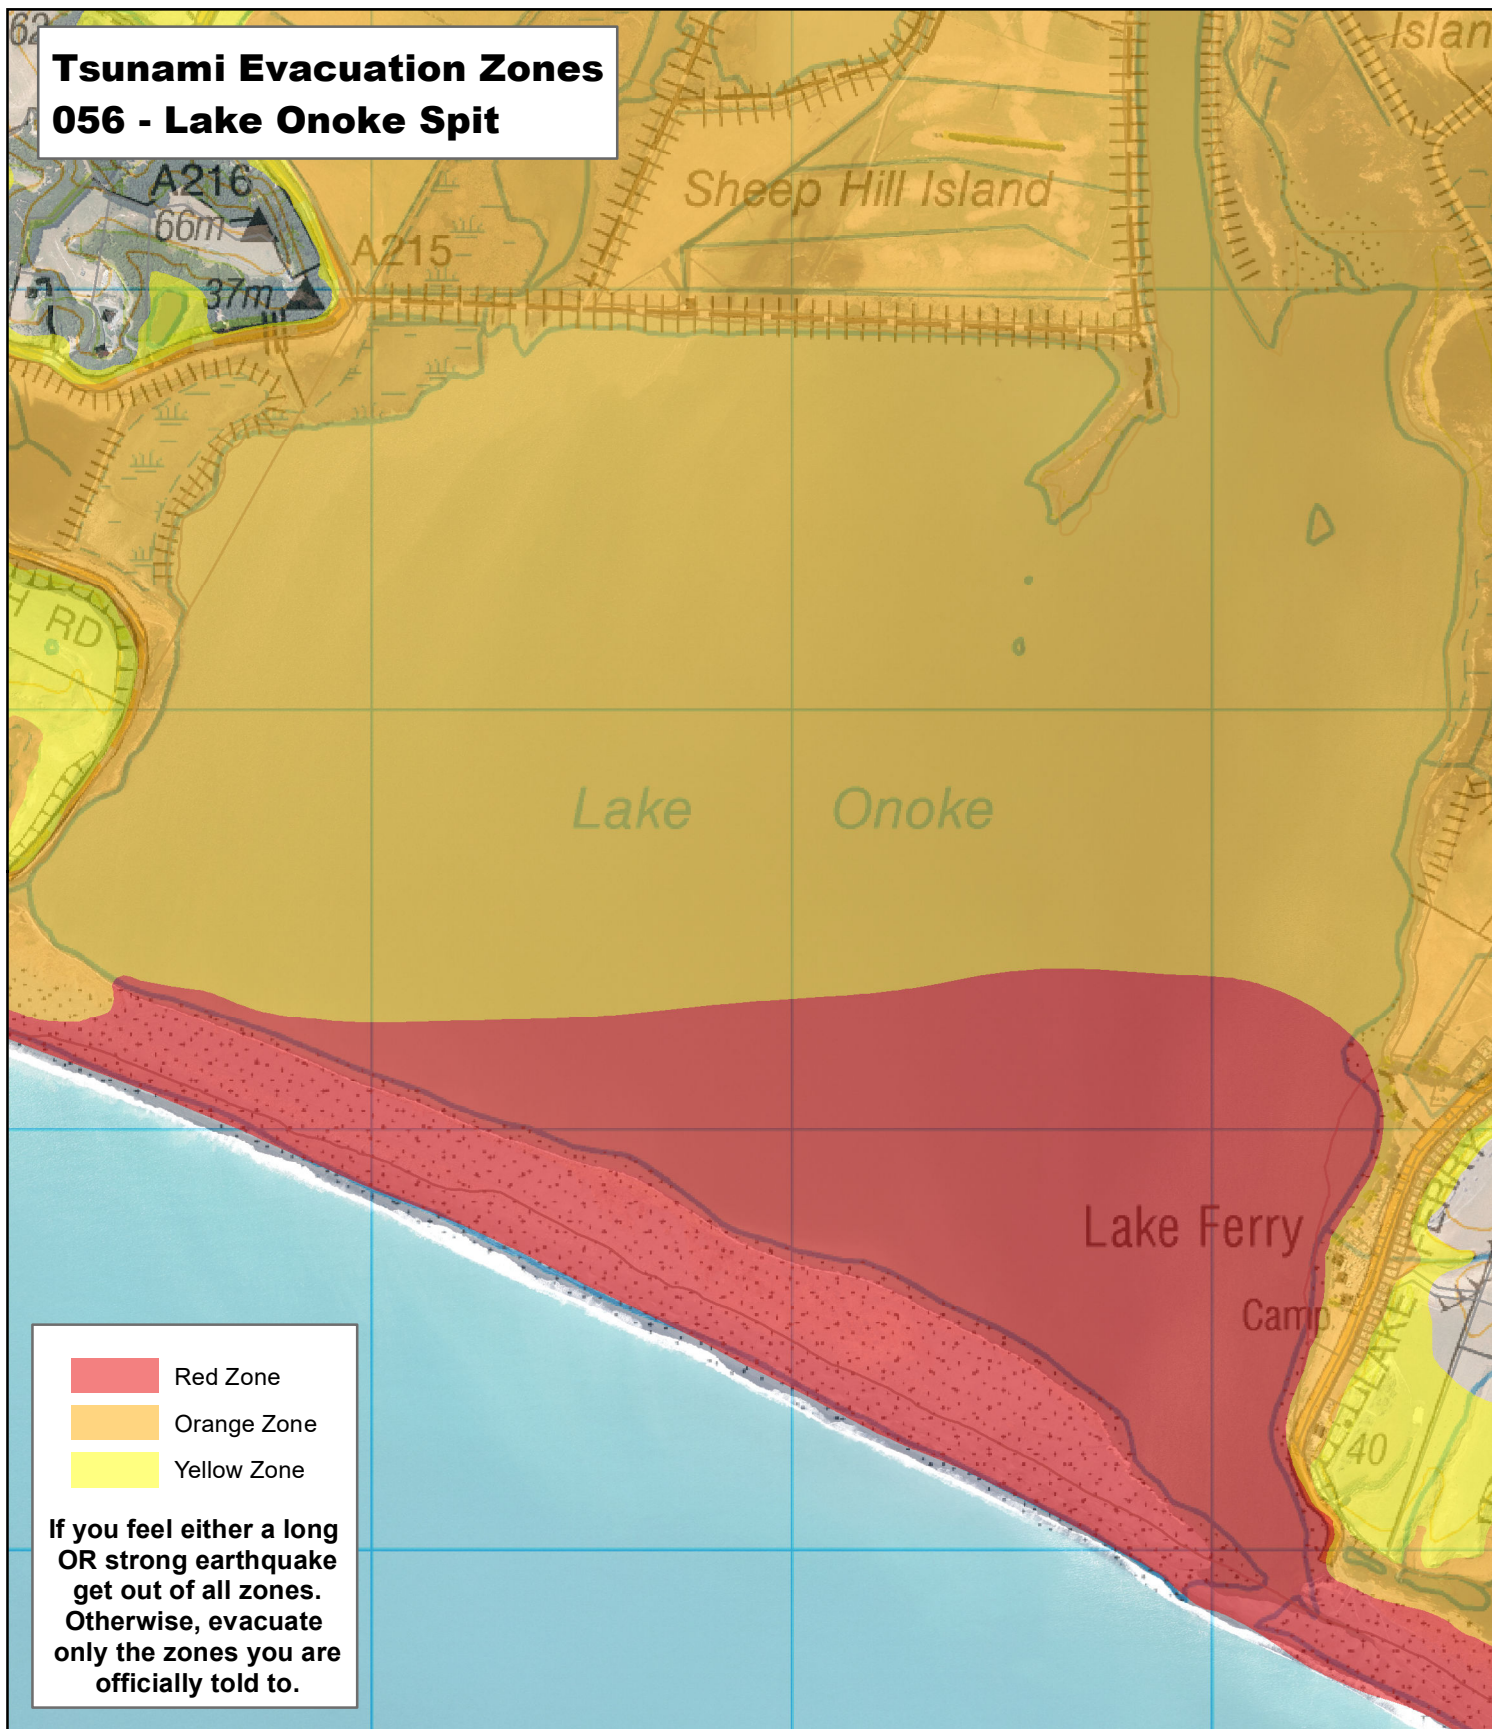 62
Tsunami Evacuation Zones
056 - Lake Onoke Spit
A216
66m
A215
37m
Sheep Hill Island
Islan
RD
Lake Onoke
Lake Ferry
Camp
LAKE
40
Red Zone
Orange Zone
Yellow Zone
If you feel either a long
OR strong earthquake
get out of all zones.
Otherwise, evacuate
only the zones you are
officially told to.